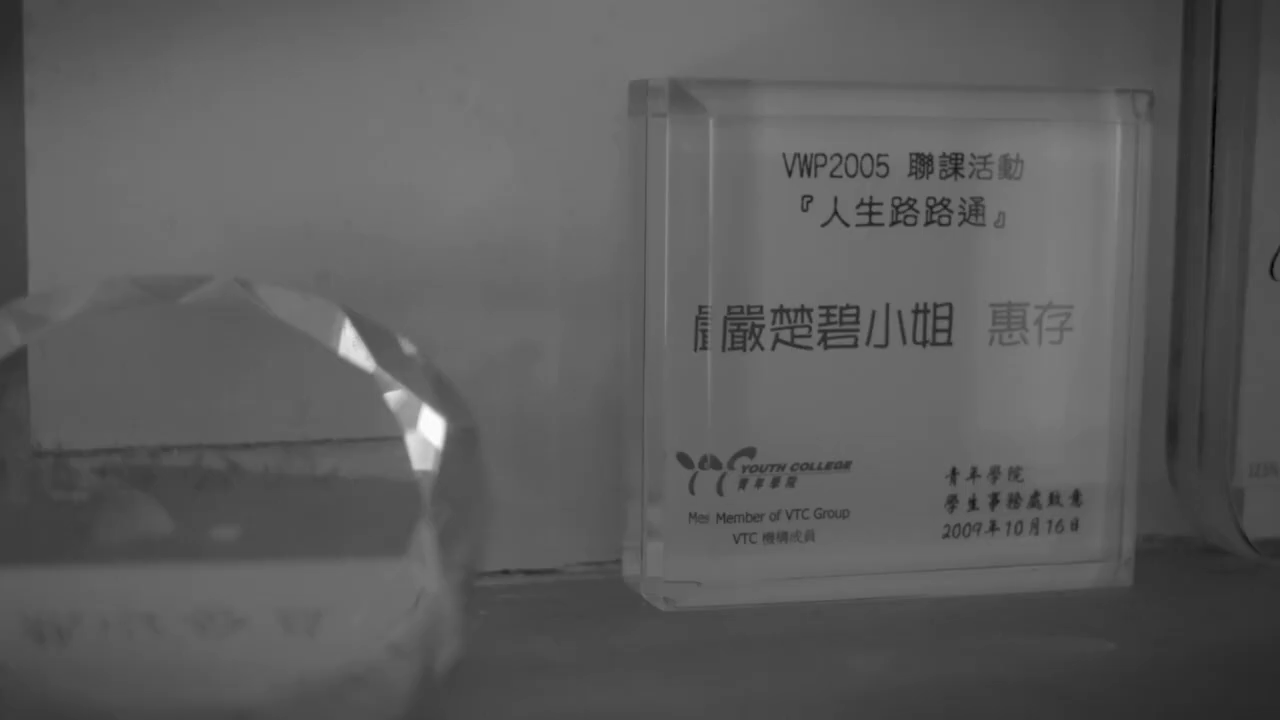 VWP2005 聯課活動
『人生路路通』
嚴楚碧小姐 惠存
YOUTH COLLEGE
青年學院
Member of VTC Group
VTC 機構成員
青年學院
學生事務處致意
2009年10月16日